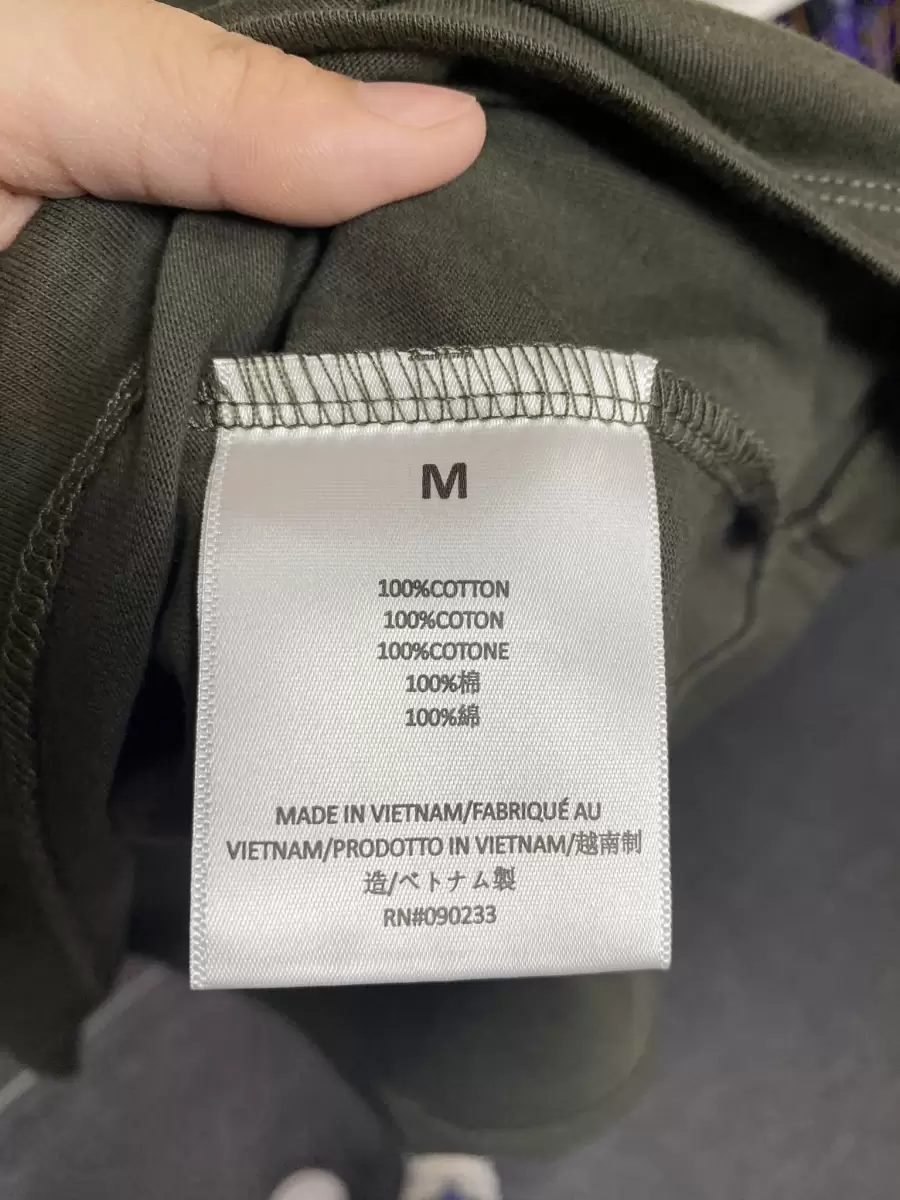 M
100%COTTON
100%COTON
100%COTONE
100%棉
100%綿
MADE IN VIETNAM/FABRIQUÉ AU
VIETNAM/PRODOTTO IN VIETNAM/越南制
造/ベトナム製
RN#090233